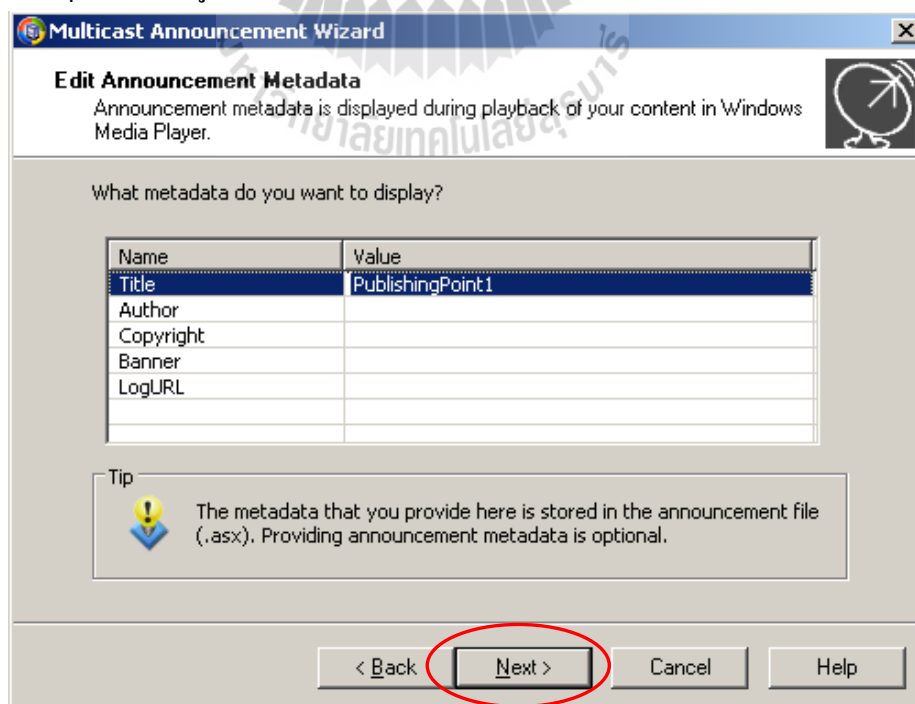 Multicast Announcement Wizard
Edit Announcement Metadata
Announcement metadata is displayed during playback of your content in Windows
Media Player.
What metadata do you want to display?
Name Value
Title PublishingPoint1
Author
Copyright
Banner
LogURL
Tip
The metadata that you provide here is stored in the announcement file
(.asx). Providing announcement metadata is optional.
< Back Next > Cancel Help